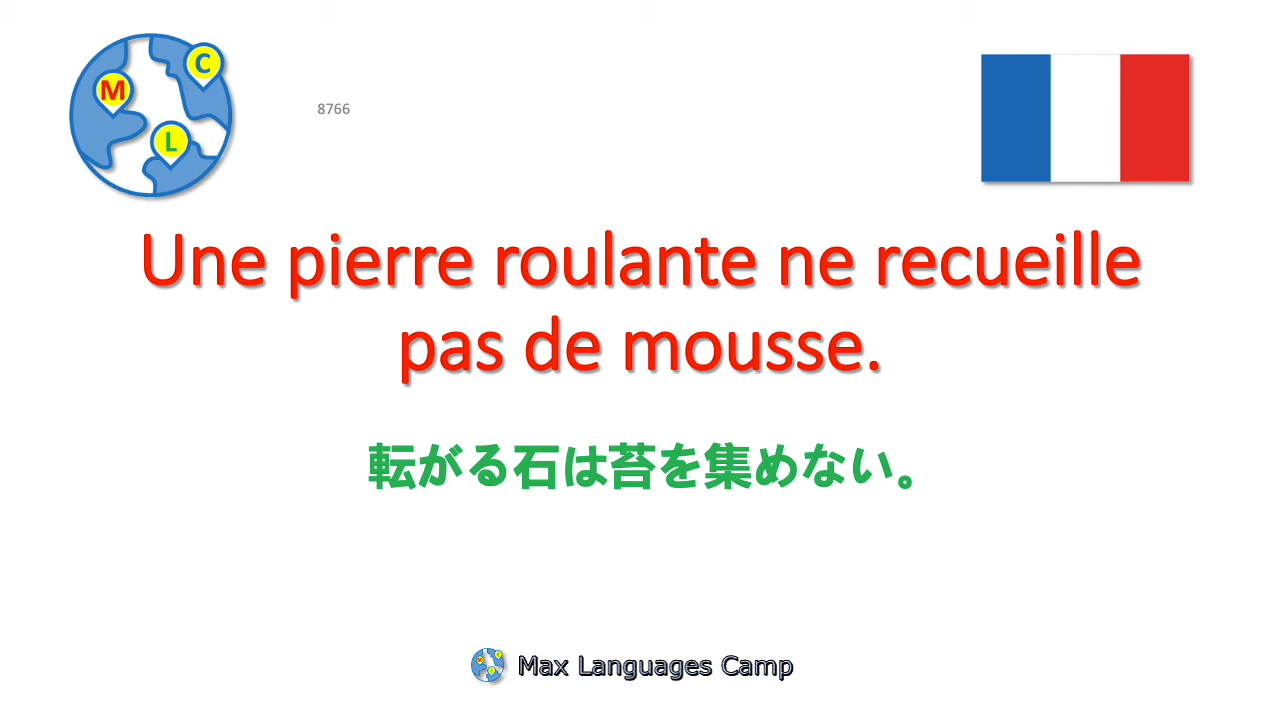 C
M
L
8766
Une pierre roulante ne recueille
pas de mousse.
転がる石は苔を集めない。
Max Languages Camp